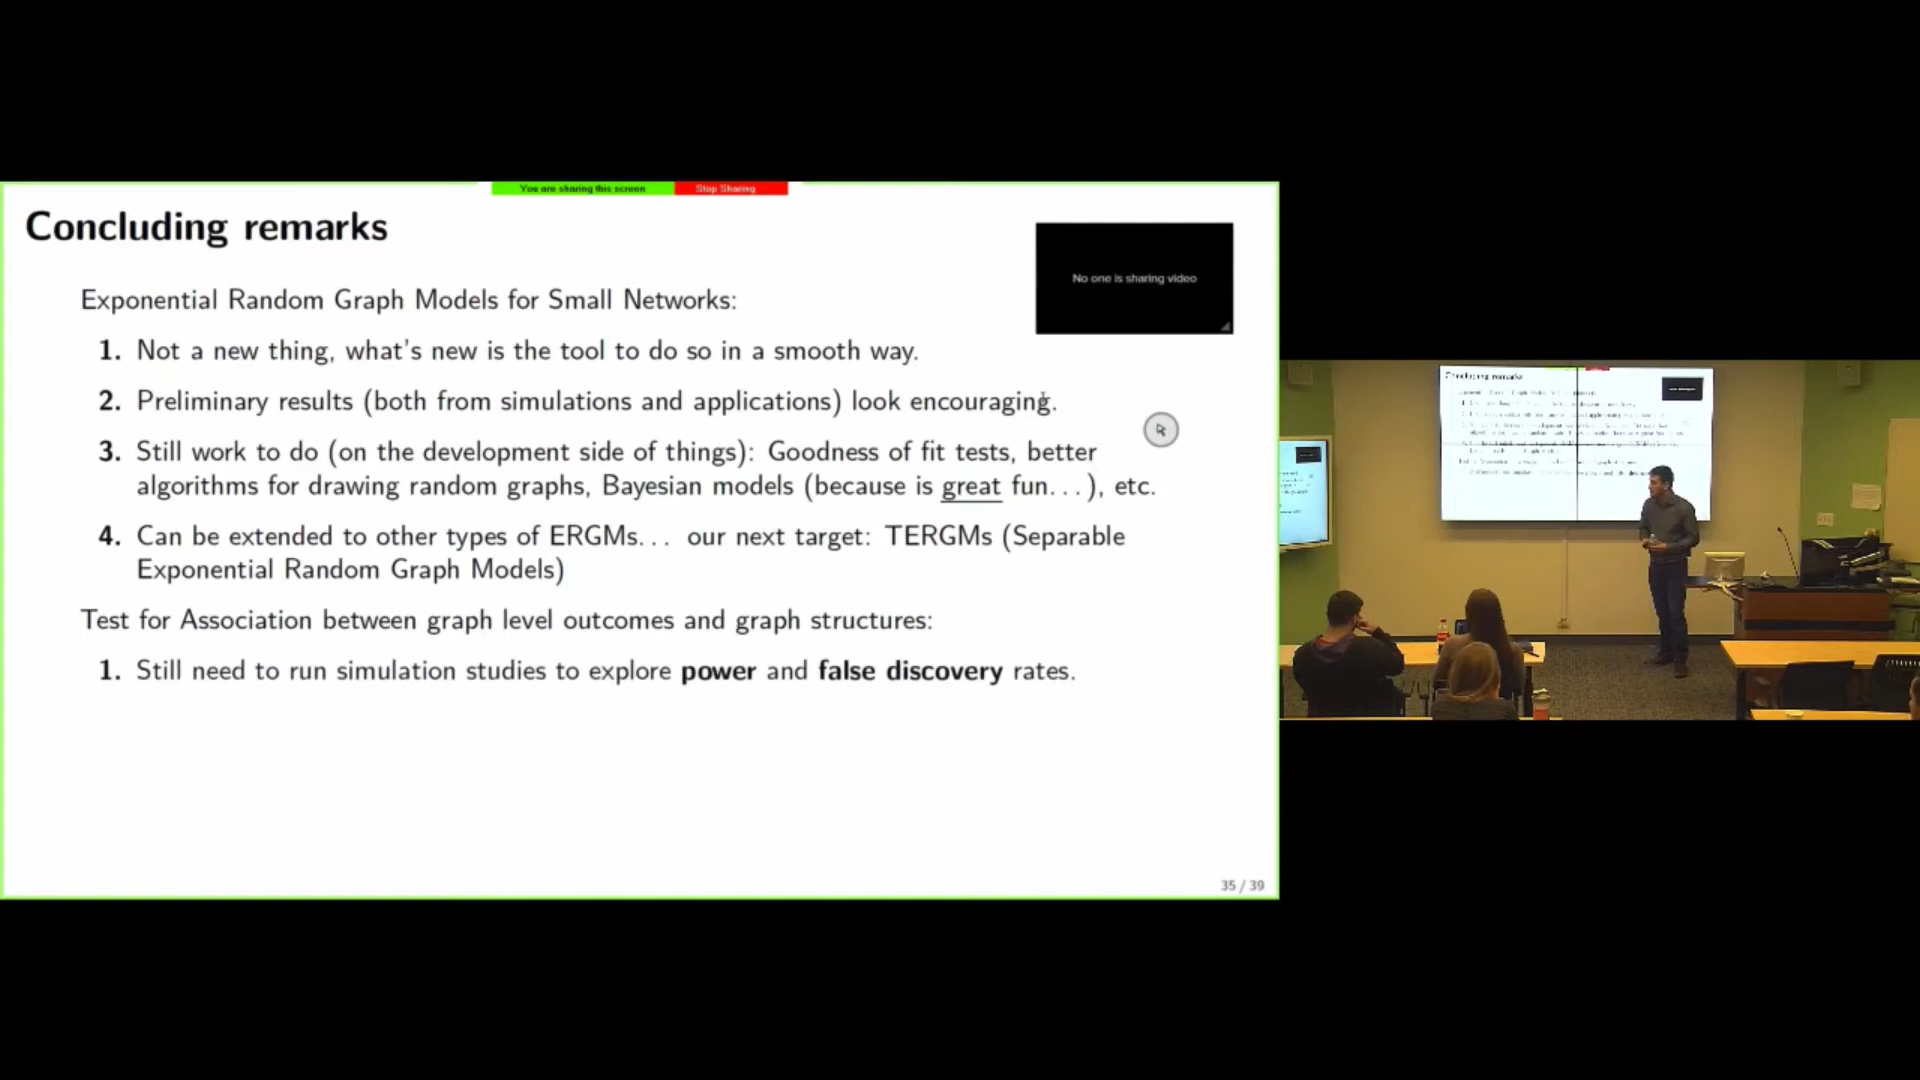 You are sharing this screen
Stop Sharing
Concluding remarks
No one is sharing video
Exponential Random Graph Models for Small Networks:
1. Not a new thing, what's new is the tool to do so in a smooth way.
2. Preliminary results (both from simulations and applications) look encouraging.
3. Still work to do (on the development side of things): Goodness of fit tests, better
algorithms for drawing random graphs, Bayesian models (because is great fun...), etc.
4. Can be extended to other types of ERGMs... our next target: TERGMs (Separable
Exponential Random Graph Models)
Test for Association between graph level outcomes and graph structures:
1. Still need to run simulation studies to explore power and false discovery rates.
35 / 39
Concluding remarks